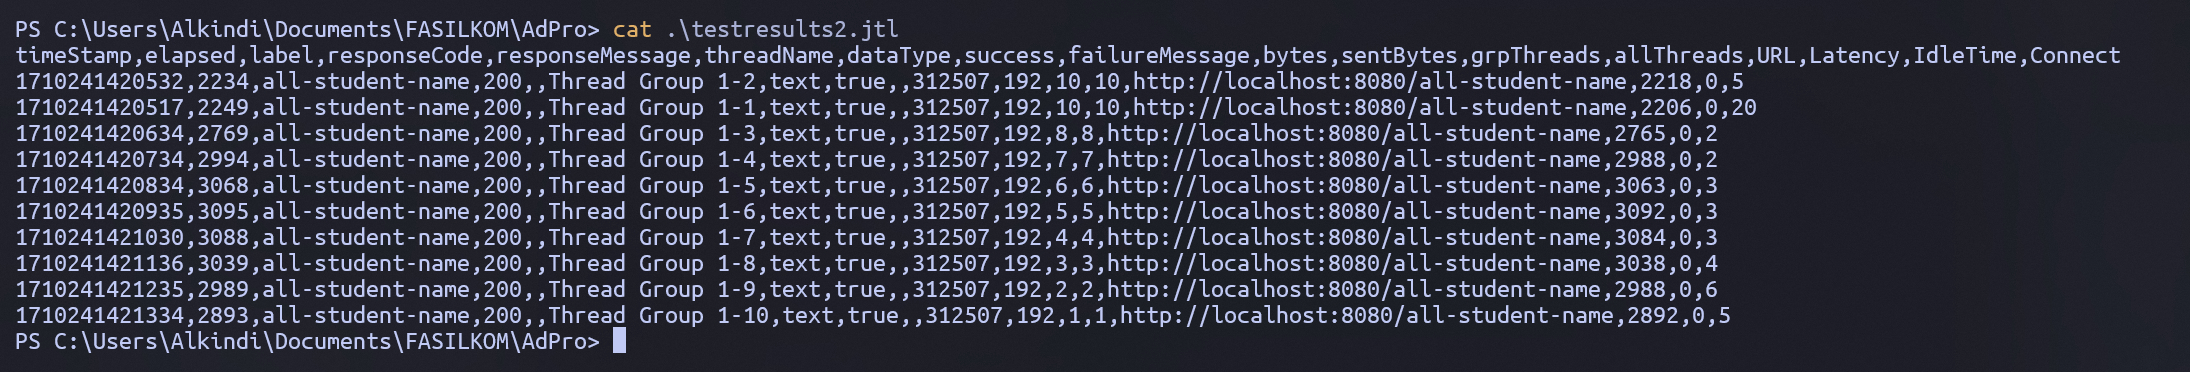 PS C:\Users\Alkindi\Documents\FASILKOM\AdPro> cat .\testresults2.jtl
timeStamp,elapsed,label,responseCode,responseMessage,threadName,dataType,success,failureMessage,bytes,sentBytes,grpThreads,allThreads,URL,Latency,IdleTime,Connect
1710241420532,2234,all-student-name,200,,Thread Group 1-2,text,true,,312507,192,10,10,http://localhost:8080/all-student-name,2218,0,5
1710241420517,2249,all-student-name,200,,Thread Group 1-1,text,true,,312507,192,10,10,http://localhost:8080/all-student-name,2206,0,20
1710241420634,2769,all-student-name,200,,Thread Group 1-3,text,true,,312507,192,8,8,http://localhost:8080/all-student-name,2765,0,2
1710241420734,2994,all-student-name,200,,Thread Group 1-4,text,true,,312507,192,7,7,http://localhost:8080/all-student-name,2988,0,2
1710241420834,3068,all-student-name,200,,Thread Group 1-5,text,true,,312507,192,6,6,http://localhost:8080/all-student-name,3063,0,3
1710241420935,3095,all-student-name,200,,Thread Group 1-6,text,true,,312507,192,5,5,http://localhost:8080/all-student-name,3092,0,3
1710241421030,3088,all-student-name,200,,Thread Group 1-7,text,true,,312507,192,4,4,http://localhost:8080/all-student-name,3084,0,3
1710241421136,3039,all-student-name,200,,Thread Group 1-8,text,true,,312507,192,3,3,http://localhost:8080/all-student-name,3038,0,4
1710241421235,2989,all-student-name,200,,Thread Group 1-9,text,true,,312507,192,2,2,http://localhost:8080/all-student-name,2988,0,6
1710241421334,2893,all-student-name,200,,Thread Group 1-10,text,true,,312507,192,1,1,http://localhost:8080/all-student-name,2892,0,5
PS C:\Users\Alkindi\Documents\FASILKOM\AdPro>